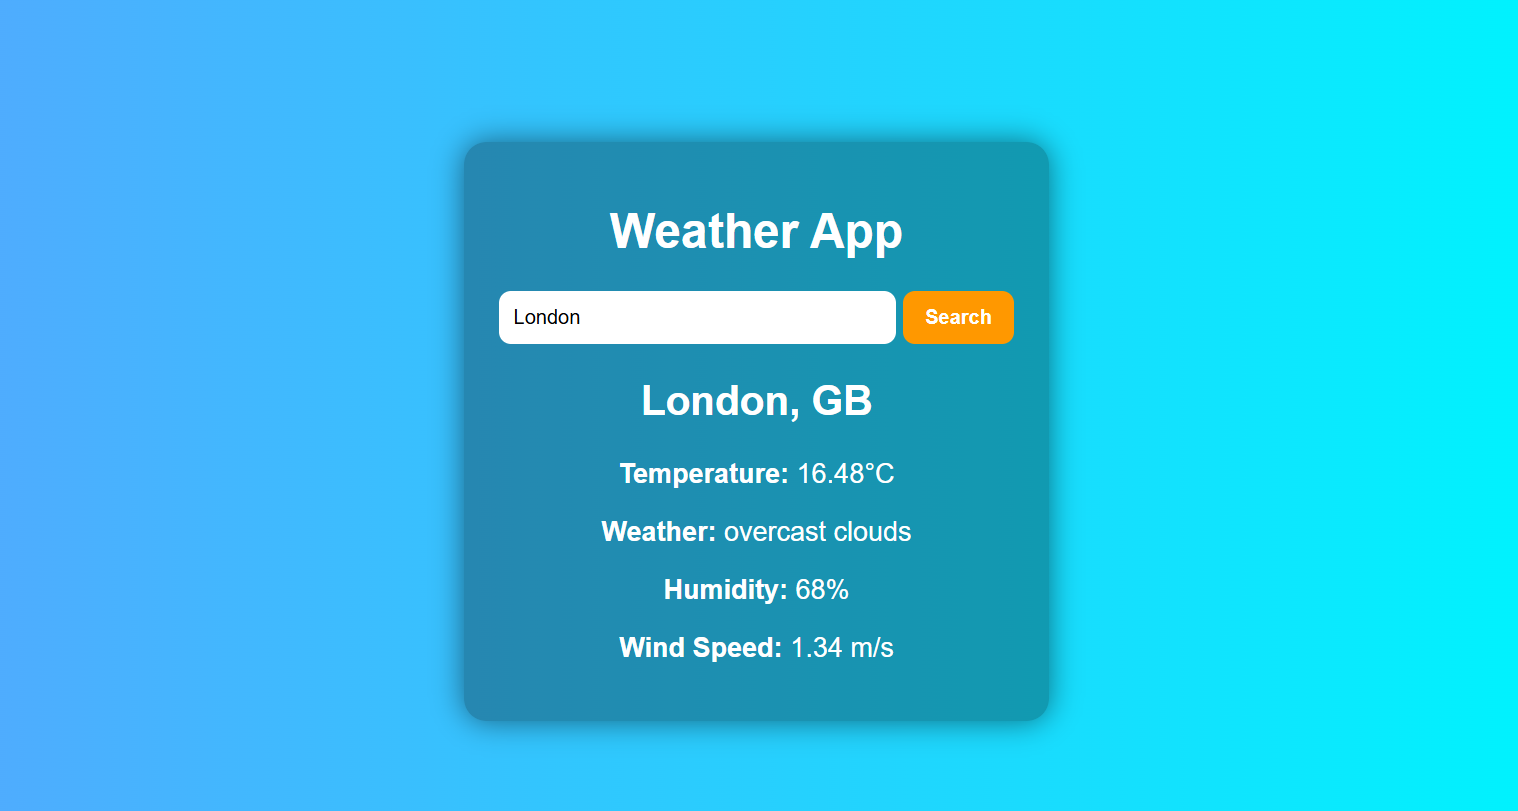 Weather App
London
Search
London, GB
Temperature: 16.48°C
Weather: overcast clouds
Humidity: 68%
Wind Speed: 1.34 m/s